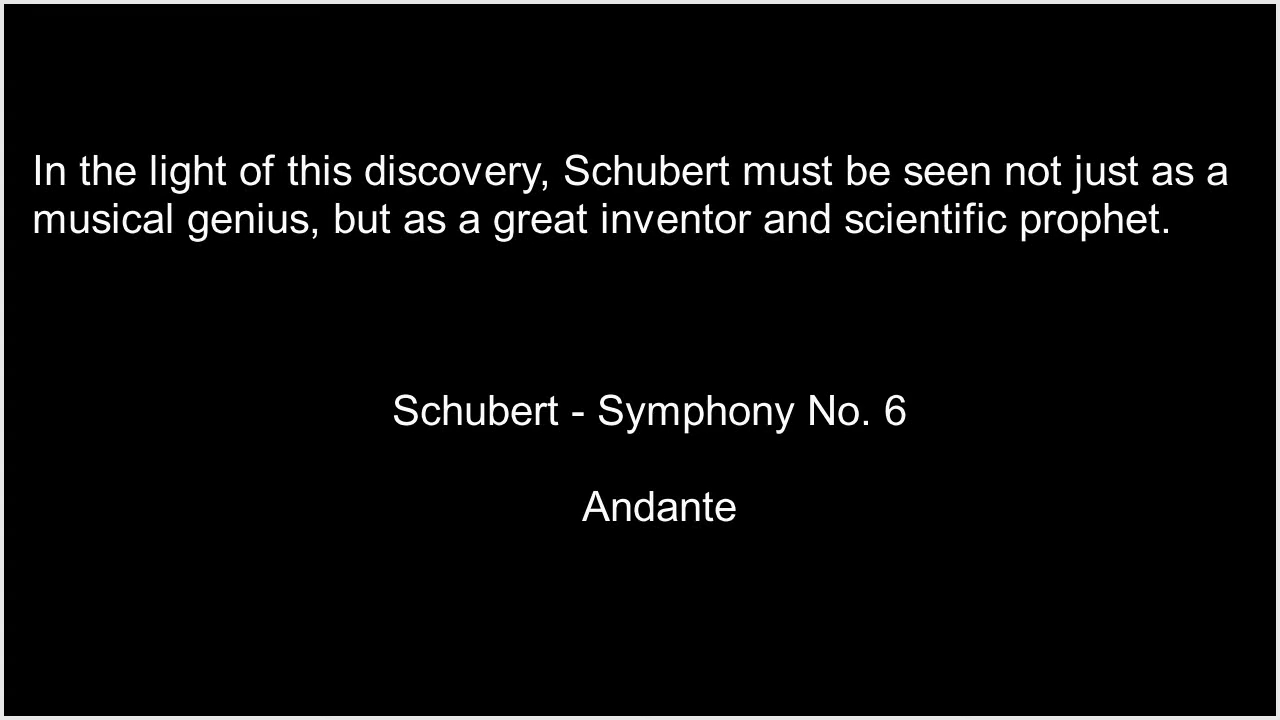 In the light of this discovery, Schubert must be seen not just as a
musical genius, but as a great inventor and scientific prophet.
Schubert - Symphony No. 6
Andante